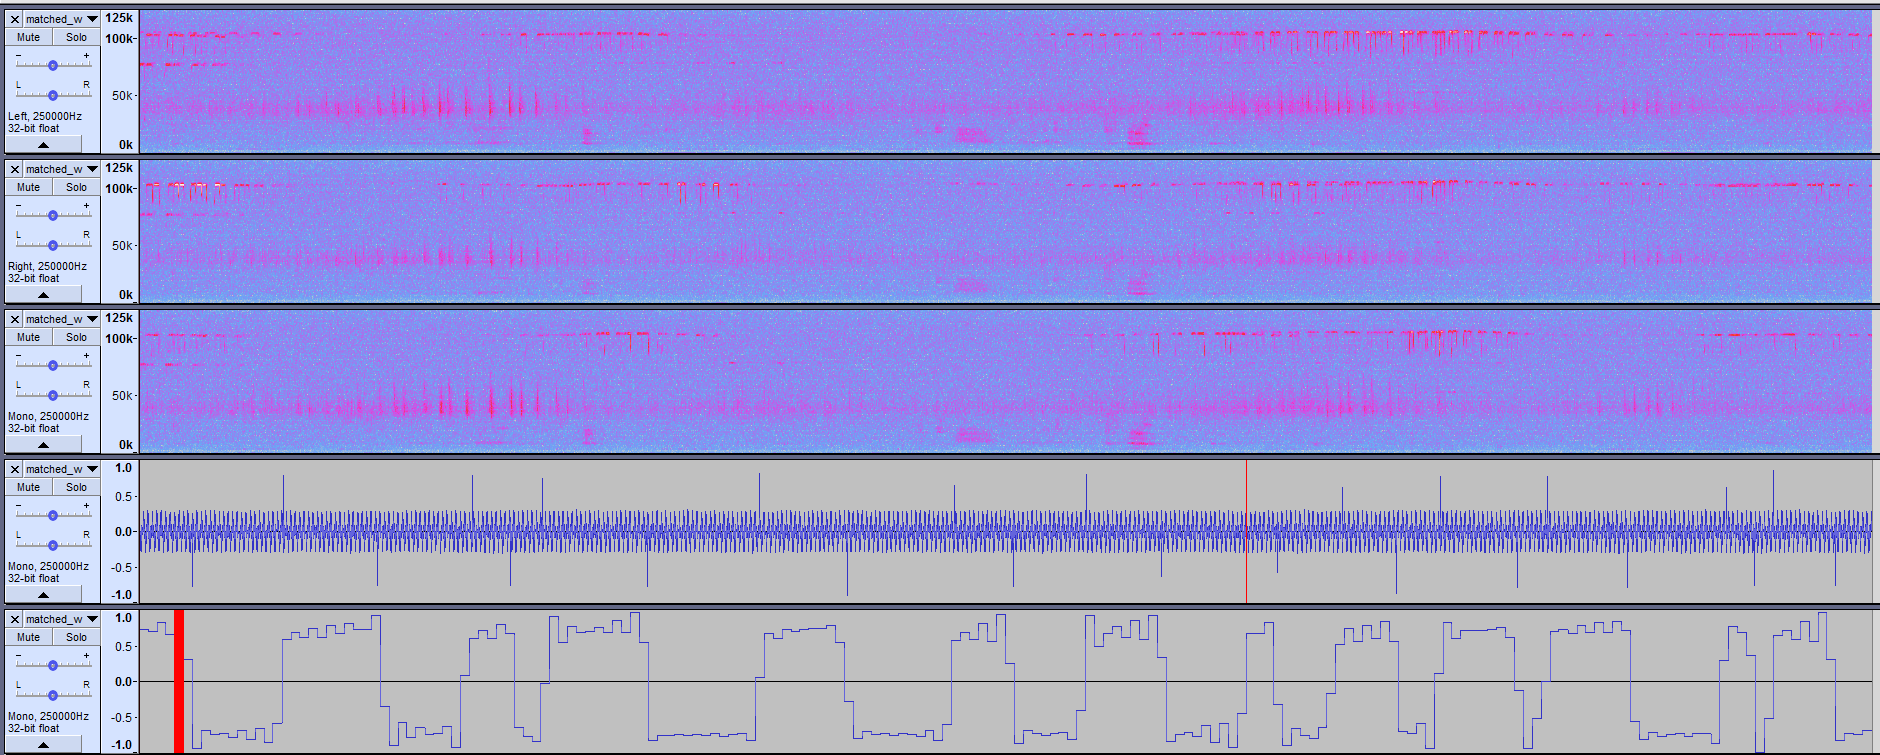 matched_w
Mute Solo
- +
L R
Left, 250000Hz
32-bit float
125k
100k
50k
0k
matched_w
Mute Solo
- +
L R
Right, 250000Hz
32-bit float
125k
100k
50k
0k
matched_w
Mute Solo
- +
L R
Mono, 250000Hz
32-bit float
125k
100k
50k
0k
matched_w
Mute Solo
- +
L R
Mono, 250000Hz
32-bit float
1.0
0.5
0.0
-0.5
-1.0
matched_w
Mute Solo
- +
L R
Mono, 250000Hz
32-bit float
1.0
0.5
0.0
-0.5
-1.0